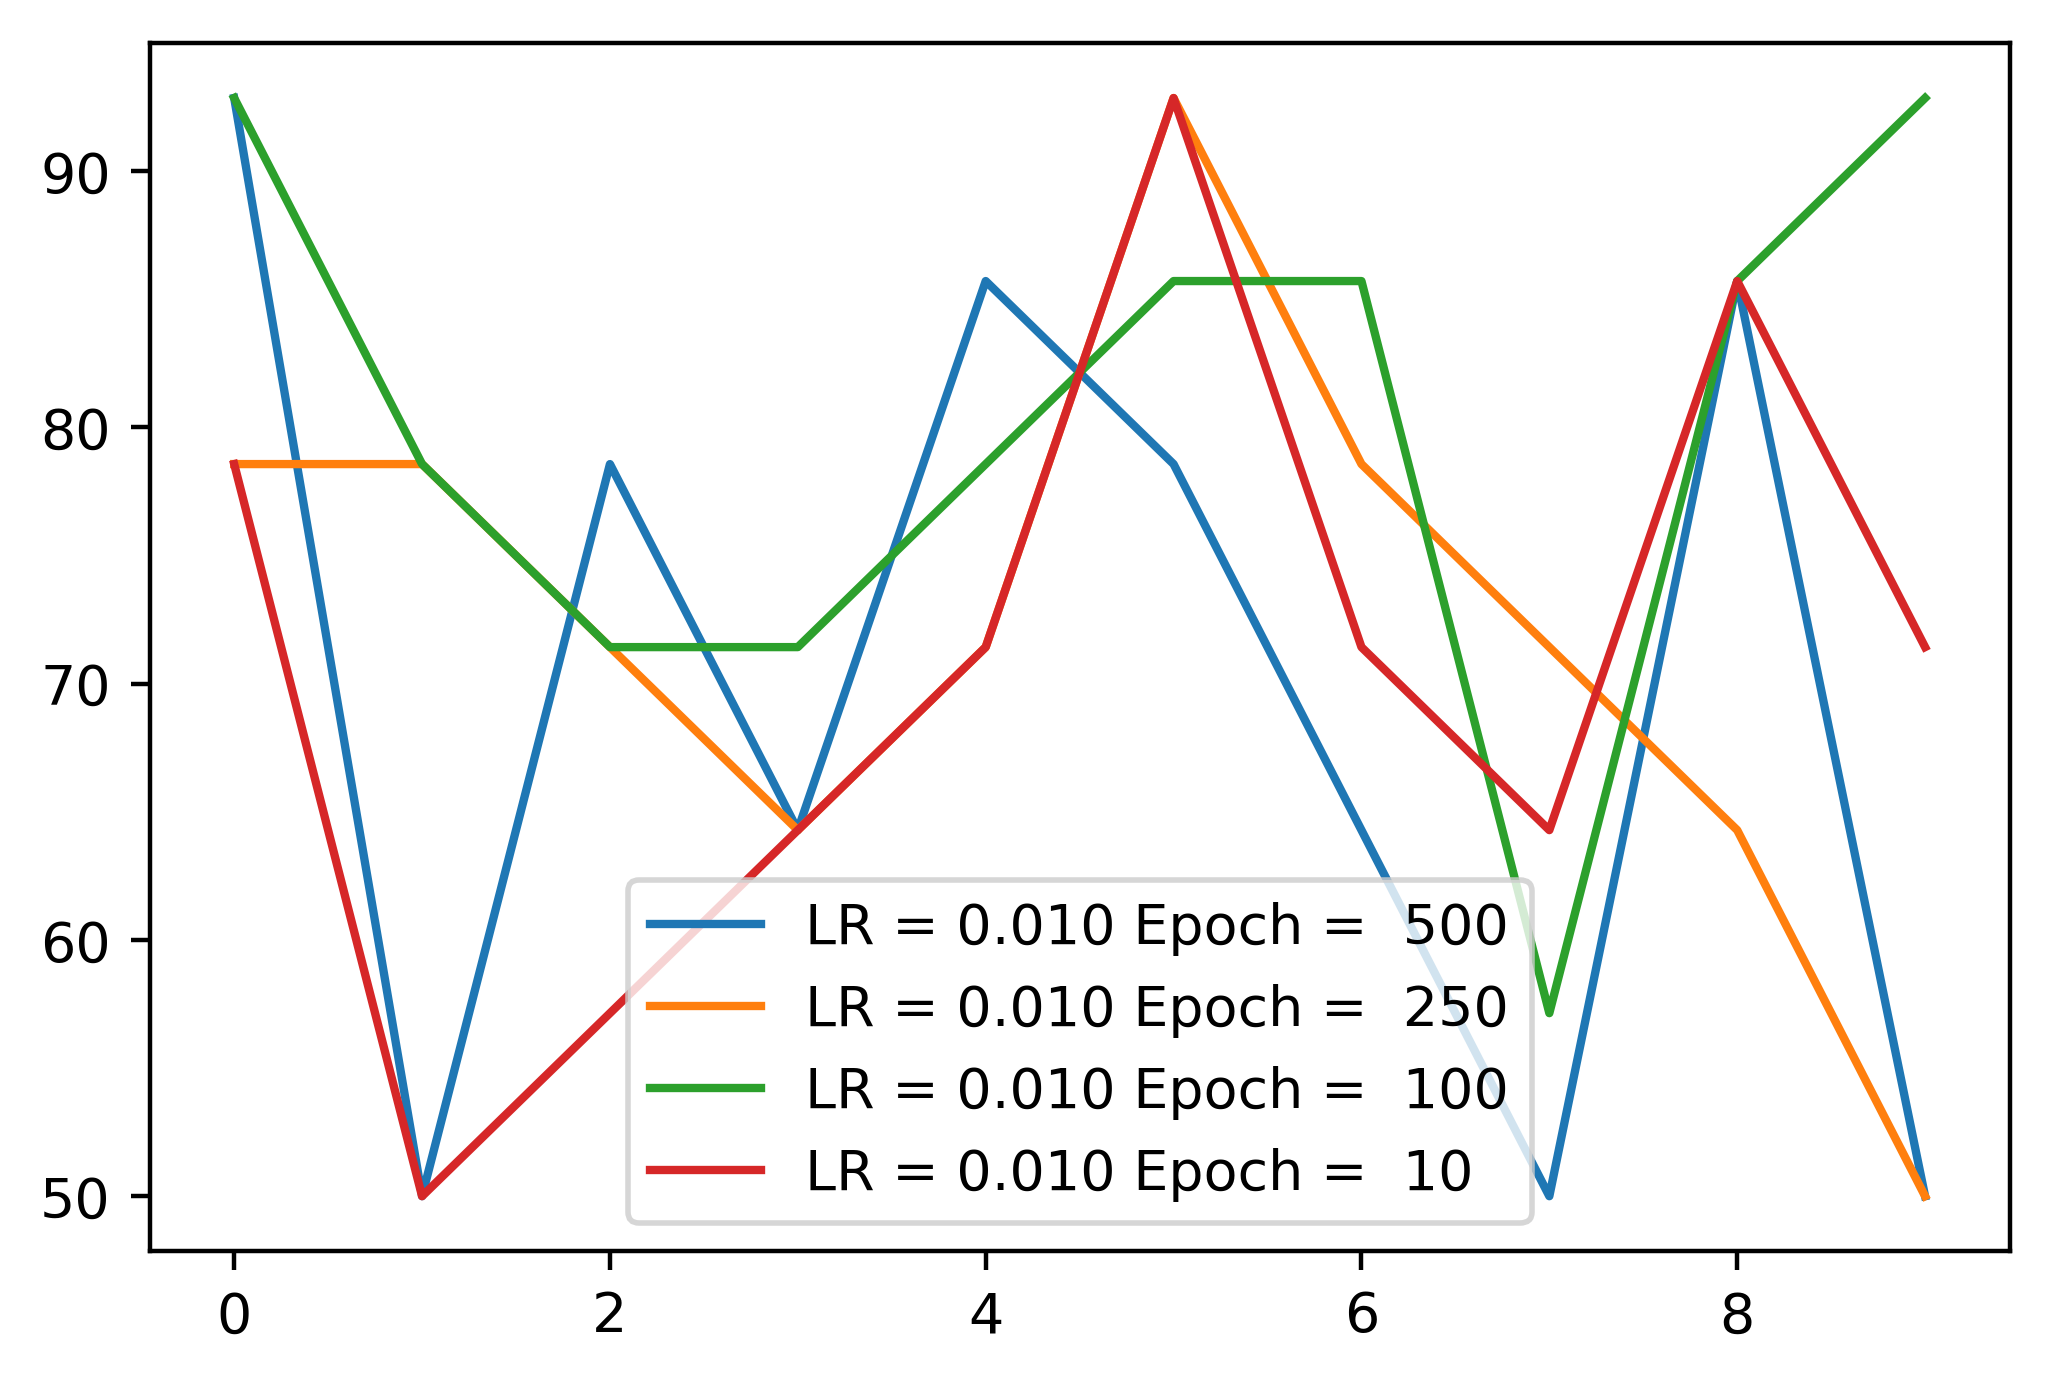 90
80
70
60
50
LR = 0.010 Epoch =  500
LR = 0.010 Epoch =  250
LR = 0.010 Epoch =  100
LR = 0.010 Epoch =  10
0 2 4 6 8